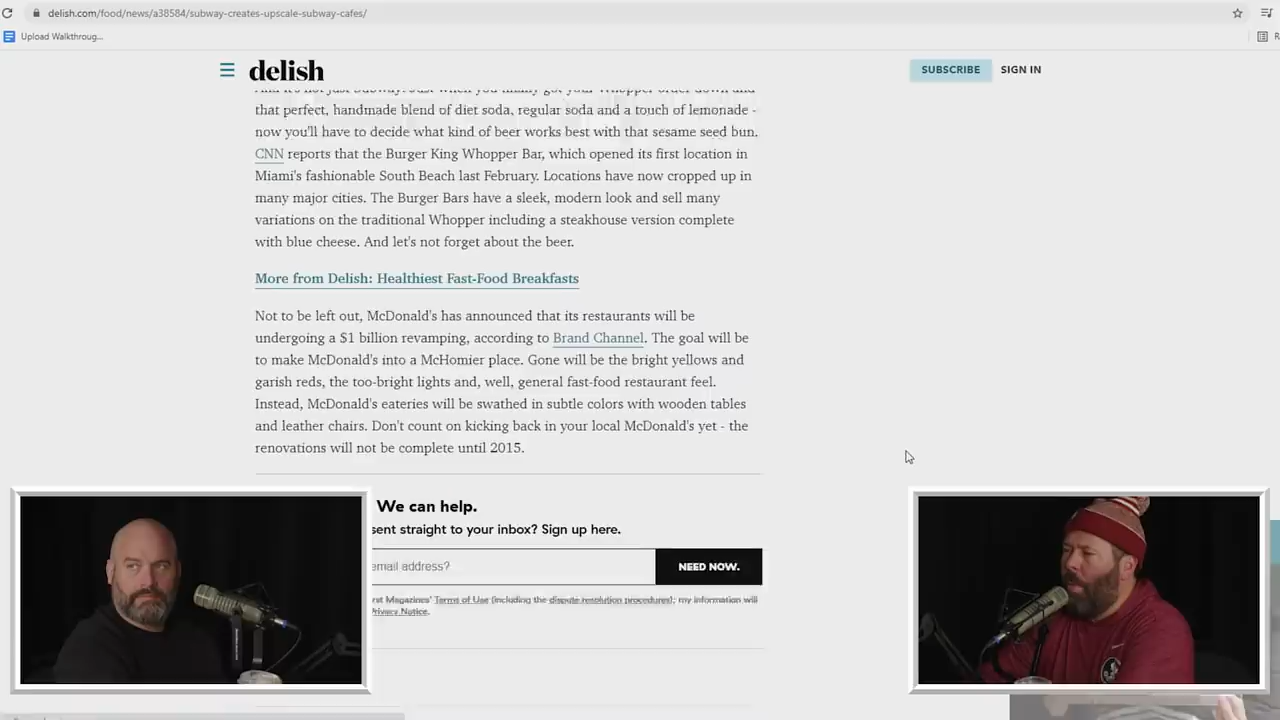 delish.com/food/news/a38584/subway-creates-upscale-subway-cafes/
Upload Walkthroug...
delish
SUBSCRIBE
SIGN IN
that perfect, handmade blend of diet soda, regular soda and a touch of lemonade -
now you'll have to decide what kind of beer works best with that sesame seed bun.
CNN reports that the Burger King Whopper Bar, which opened its first location in
Miami's fashionable South Beach last February. Locations have now cropped up in
many major cities. The Burger Bars have a sleek, modern look and sell many
variations on the traditional Whopper including a steakhouse version complete
with blue cheese. And let's not forget about the beer.
More from Delish: Healthiest Fast-Food Breakfasts
Not to be left out, McDonald's has announced that its restaurants will be
undergoing a $1 billion revamping, according to Brand Channel. The goal will be
to make McDonald's into a McHomier place. Gone will be the bright yellows and
garish reds, the too-bright lights and, well, general fast-food restaurant feel.
Instead, McDonald's eateries will be swathed in subtle colors with wooden tables
and leather chairs. Don't count on kicking back in your local McDonald's yet - the
renovations will not be complete until 2015.
We can help.
sent straight to your inbox? Sign up here.
email address?
NEED NOW.
rst Magazines' Terms of Use (including the dispute resolution procedures); my information will
Privacy Notice.